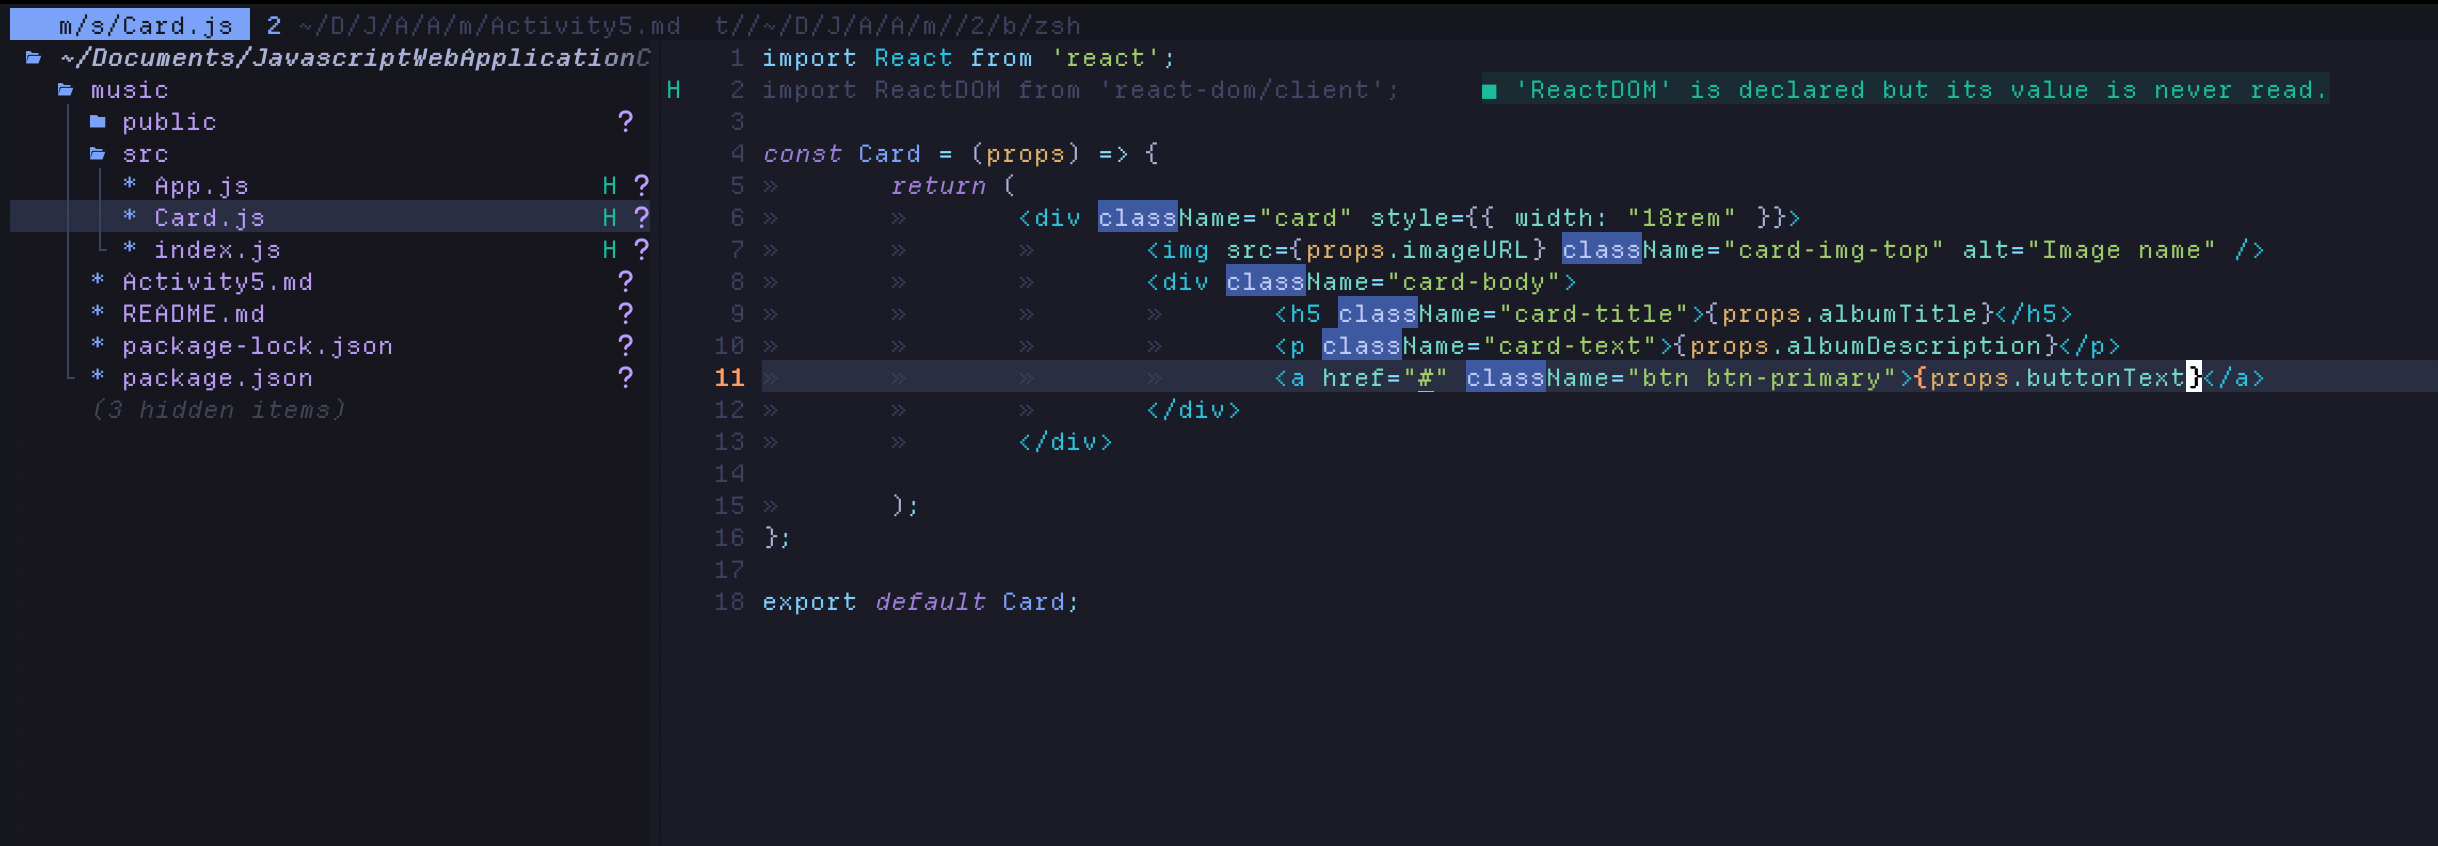 m/s/Card.js 2 ~/D/J/A/A/m/Activity5.md t//~/D/J/A/A/m//2/b/zsh
~/Documents/JavascriptWebApplicationC
music
public ?
src
* App.js H ?
* Card.js H ?
* index.js H ?
* Activity5.md ?
* README.md ?
* package-lock.json ?
* package.json ?
(3 hidden items)
1 import React from 'react';
H 2 import ReactDOM from 'react-dom/client'; ■ 'ReactDOM' is declared but its value is never read.
3
4 const Card = (props) => {
5 » return (
6 » » <div className="card" style={{ width: "18rem" }}>
7 » » » <img src={props.imageURL} className="card-img-top" alt="Image name" />
8 » » » <div className="card-body">
9 » » » » <h5 className="card-title">{props.albumTitle}</h5>
10 » » » » <p className="card-text">{props.albumDescription}</p>
11 » » » » <a href="#" className="btn btn-primary">{props.buttonText}</a>
12 » » » </div>
13 » » </div>
14
15 » );
16 };
17
18 export default Card;